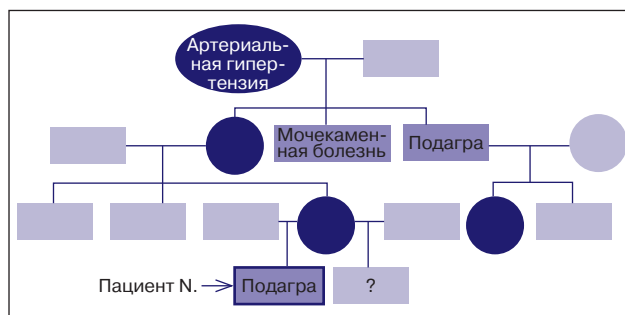 Артериаль-
ная гипер-
тензия
Мочекамен-
ная болезнь
Подагра
Пациент N.
Подагра
?